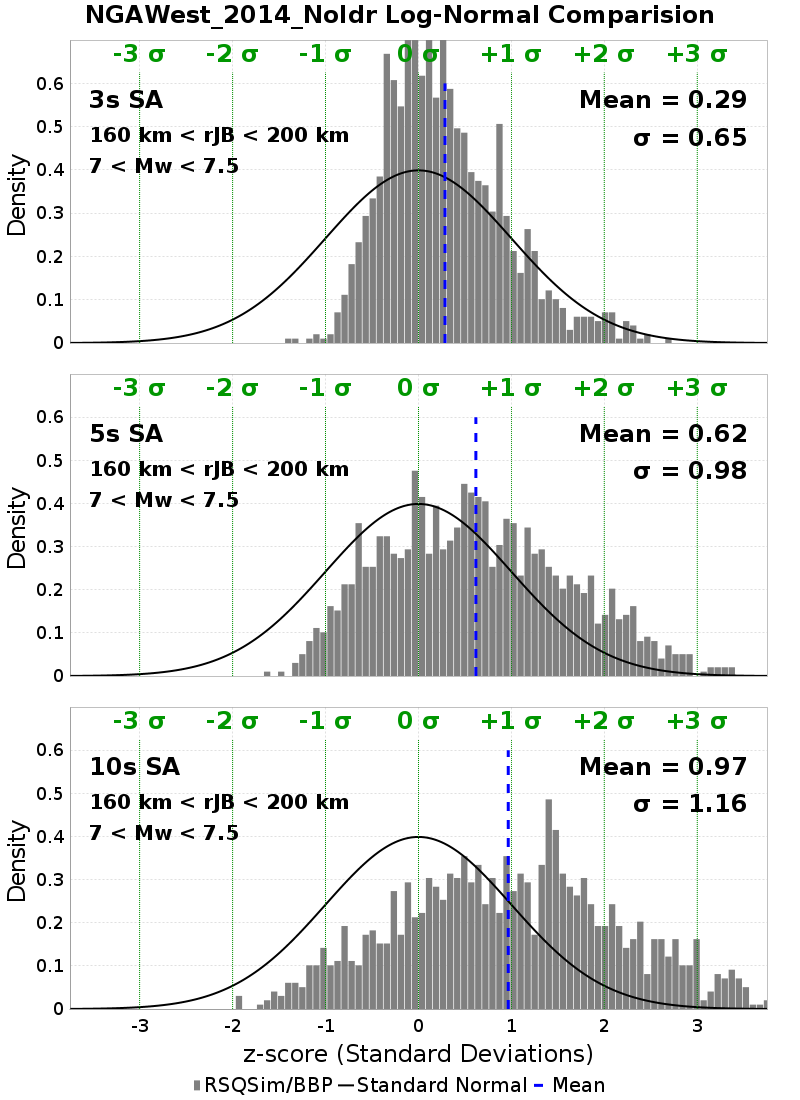 NGAWest_2014_NoIdr Log-Normal Comparision
-3 σ -2 σ -1 σ 0 σ +1 σ +2 σ +3 σ
3s SA
160 km < rJB < 200 km
7 < Mw < 7.5
Mean = 0.29
σ = 0.65
Density
0.6
0.5
0.4
0.3
0.2
0.1
0
-3 σ -2 σ -1 σ 0 σ +1 σ +2 σ +3 σ
5s SA
160 km < rJB < 200 km
7 < Mw < 7.5
Mean = 0.62
σ = 0.98
Density
0.6
0.5
0.4
0.3
0.2
0.1
0
-3 σ -2 σ -1 σ 0 σ +1 σ +2 σ +3 σ
10s SA
160 km < rJB < 200 km
7 < Mw < 7.5
Mean = 0.97
σ = 1.16
Density
0.6
0.5
0.4
0.3
0.2
0.1
0
-3 -2 -1 0 1 2 3
z-score (Standard Deviations)
RSQSim/BBP Standard Normal Mean